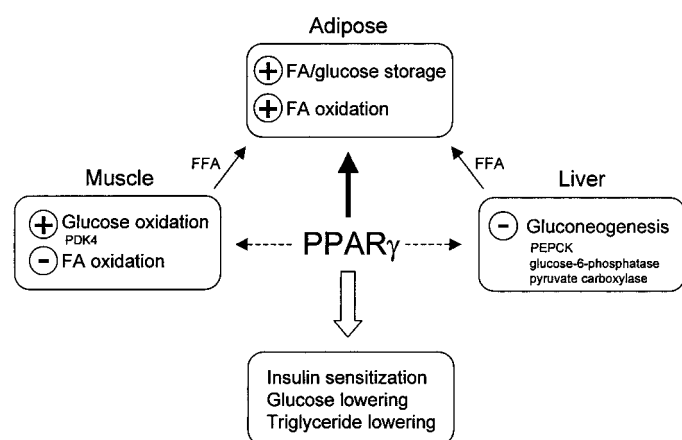 Adipose
+ FA/glucose storage
+ FA oxidation
FFA
FFA
Muscle
+ Glucose oxidation
PDK4
- FA oxidation
PPARγ
Liver
- Gluconeogenesis
PEPCK
glucose-6-phosphatase
pyruvate carboxylase
Insulin sensitization
Glucose lowering
Triglyceride lowering